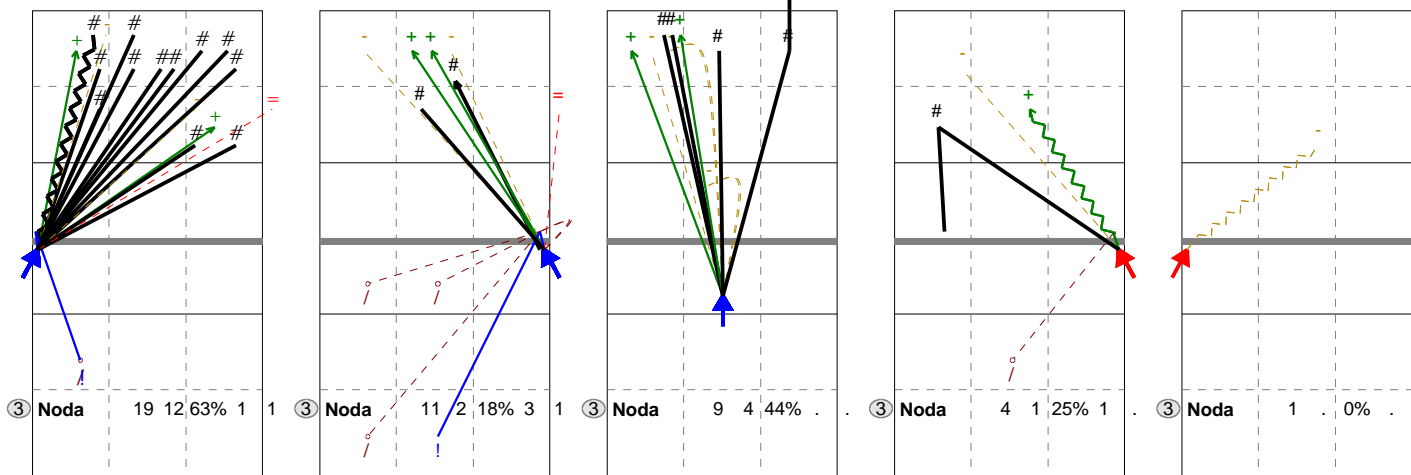 ③ Noda 19 12 63% 1 1
③ Noda 11 2 18% 3 1
③ Noda 9 4 44% . .
③ Noda 4 1 25% 1 .
③ Noda 1 . 0% .